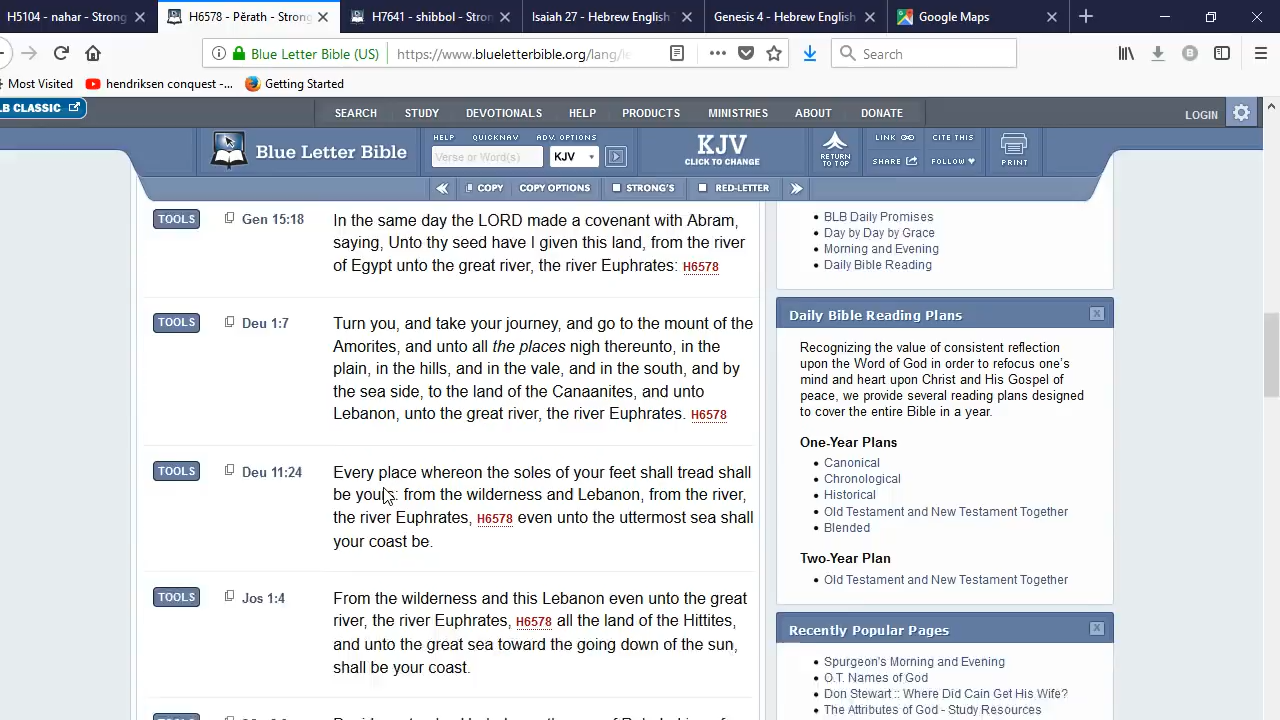 H5104 - nahar - Strong
H6578 - Pĕrath - Strong
H7641 - shibbol - Strong
Isaiah 27 - Hebrew English
Genesis 4 - Hebrew English
Google Maps
Blue Letter Bible (US)
https://www.blueletterbible.org/lang/
Search
Most Visited
hendriksen conquest -...
Getting Started
LB CLASSIC
SEARCH STUDY DEVOTIONALS HELP PRODUCTS MINISTRIES ABOUT DONATE
LOGIN
Blue Letter Bible
HELP QUICKNAV ADV. OPTIONS
Verse or Word(s)
KJV
KJV
CLICK TO CHANGE
RETURN
TO TOP
LINK
CITE THIS
SHARE
FOLLOW
PRINT
COPY COPY OPTIONS STRONG'S RED-LETTER
TOOLS Gen 15:18
In the same day the LORD made a covenant with Abram,
saying, Unto thy seed have I given this land, from the river
of Egypt unto the great river, the river Euphrates: H6578
TOOLS Deu 1:7
Turn you, and take your journey, and go to the mount of the
Amorites, and unto all the places nigh thereunto, in the
plain, in the hills, and in the vale, and in the south, and by
the sea side, to the land of the Canaanites, and unto
Lebanon, unto the great river, the river Euphrates. H6578
TOOLS Deu 11:24
Every place whereon the soles of your feet shall tread shall
be yours: from the wilderness and Lebanon, from the river,
the river Euphrates, H6578 even unto the uttermost sea shall
your coast be.
TOOLS Jos 1:4
From the wilderness and this Lebanon even unto the great
river, the river Euphrates, H6578 all the land of the Hittites,
and unto the great sea toward the going down of the sun,
shall be your coast.
BLB Daily Promises
Day by Day by Grace
Morning and Evening
Daily Bible Reading
Daily Bible Reading Plans
Recognizing the value of consistent reflection
upon the Word of God in order to refocus one's
mind and heart upon Christ and His Gospel of
peace, we provide several reading plans designed
to cover the entire Bible in a year.
One-Year Plans
Canonical
Chronological
Historical
Old Testament and New Testament Together
Blended
Two-Year Plan
Old Testament and New Testament Together
Recently Popular Pages
Spurgeon's Morning and Evening
O.T. Names of God
Don Stewart :: Where Did Cain Get His Wife?
The Attributes of God - Study Resources